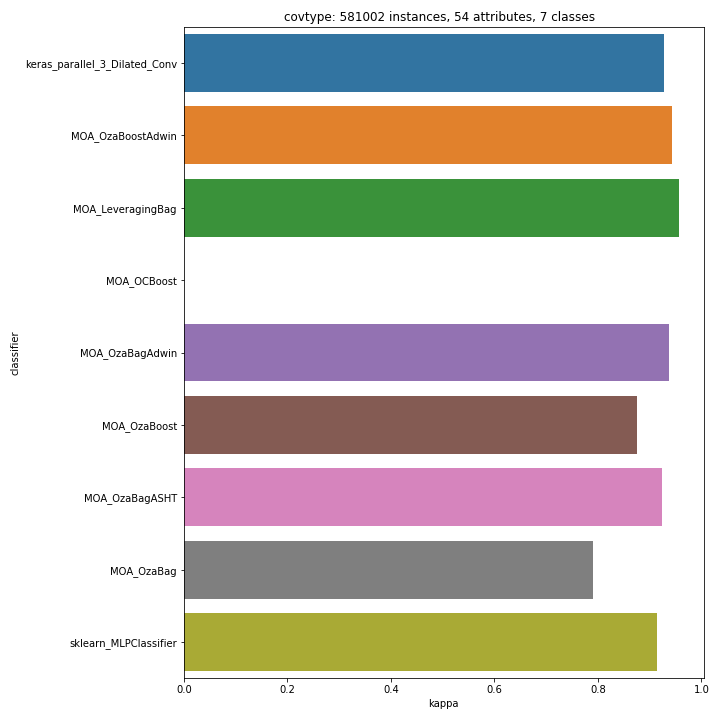 covtype: 581002 instances, 54 attributes, 7 classes
keras_parallel_3_Dilated_Conv
MOA_OzaBoostAdwin
MOA_LeveragingBag
MOA_OCBoost
MOA_OzaBagAdwin
MOA_OzaBoost
MOA_OzaBagASHT
MOA_OzaBag
sklearn_MLPClassifier
classifier
0.0 0.2 0.4 0.6 0.8 1.0
kappa